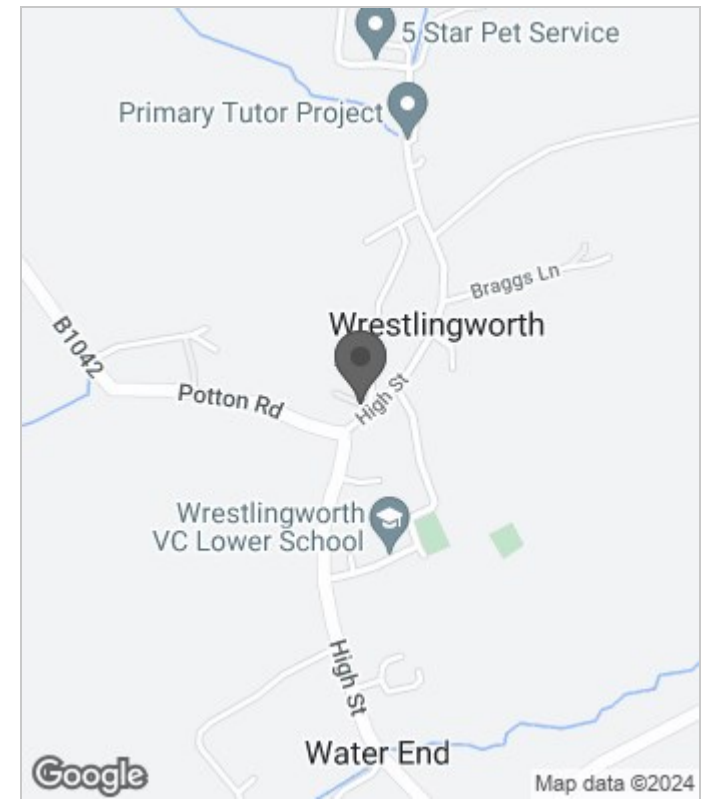 5 Star Pet Service
Primary Tutor Project
Braggs Ln
Wrestlingworth
B1042
Potton Rd
High St
Wrestlingworth
VC Lower School
High St
Water End
Google
Map data ©2024